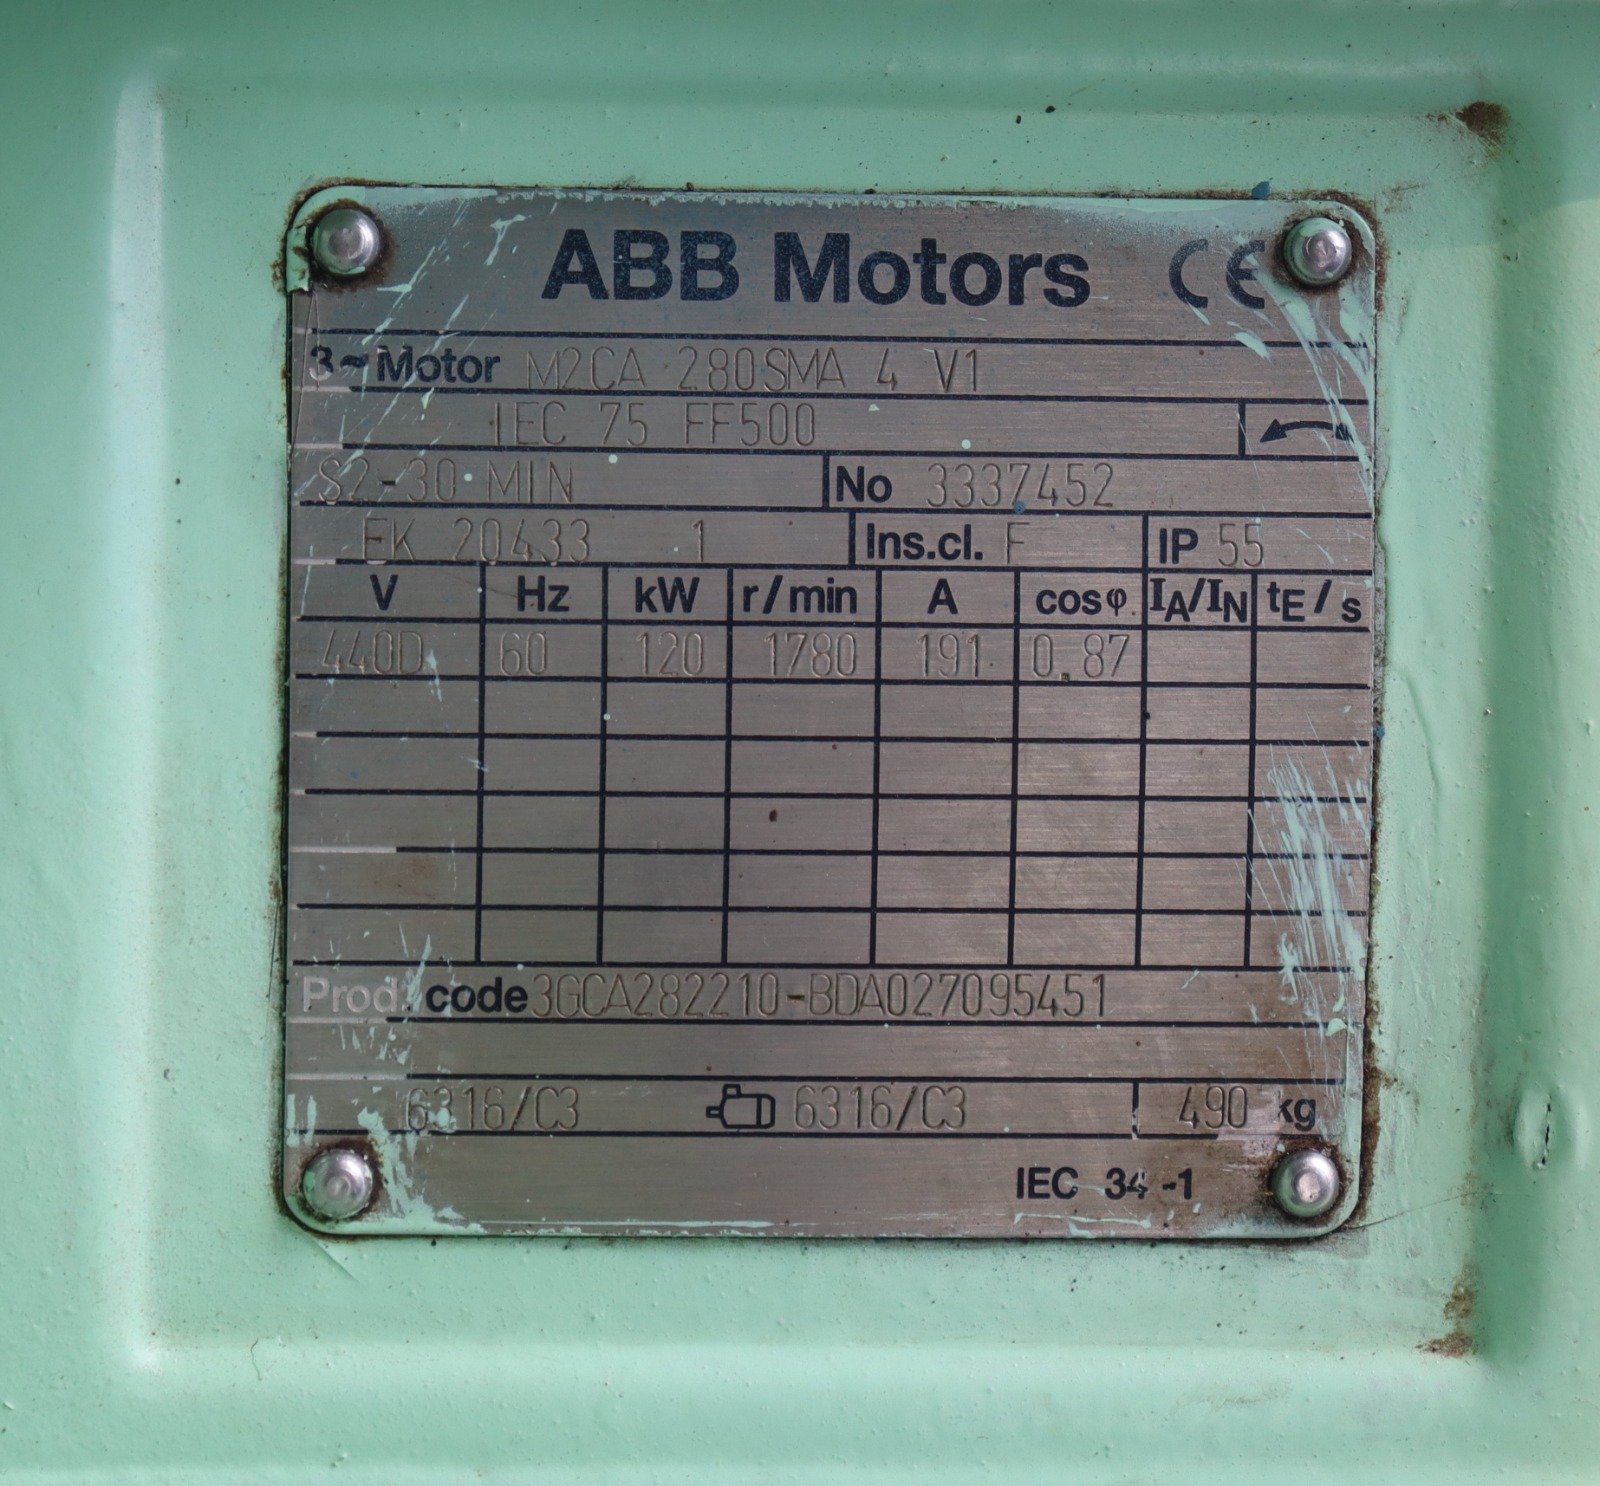 ABB Motors CE
3~Motor M2CA 280SMA 4 V1
IEC 75 FF500
S2-30 MIN No 3337452
EK 20433 1 Ins.cl. F IP 55
V Hz kW r/min A cosφ IA/IN tE/s
440D 60 120 1780 191 0.87
Prod. code 3GCA282210-BDA027095451
6316/C3 6316/C3 490 kg
IEC 34-1